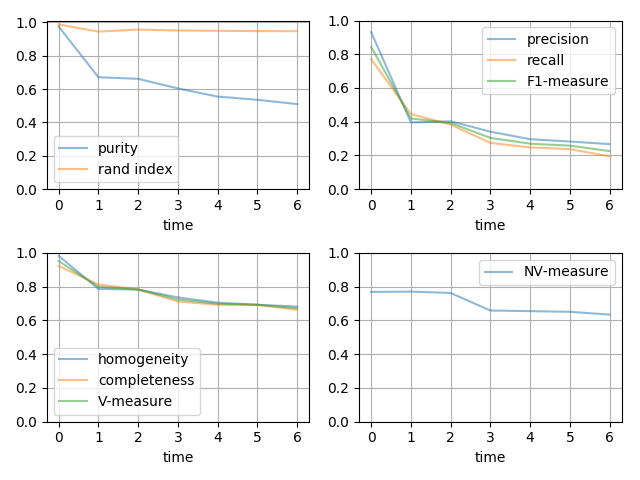 1.0
0.8
0.6
0.4
0.2
0.0
purity
rand index
0 1 2 3 4 5 6
time
1.0
0.8
0.6
0.4
0.2
0.0
precision
recall
F1-measure
0 1 2 3 4 5 6
time
1.0
0.8
0.6
0.4
0.2
0.0
homogeneity
completeness
V-measure
0 1 2 3 4 5 6
time
1.0
0.8
0.6
0.4
0.2
0.0
NV-measure
0 1 2 3 4 5 6
time